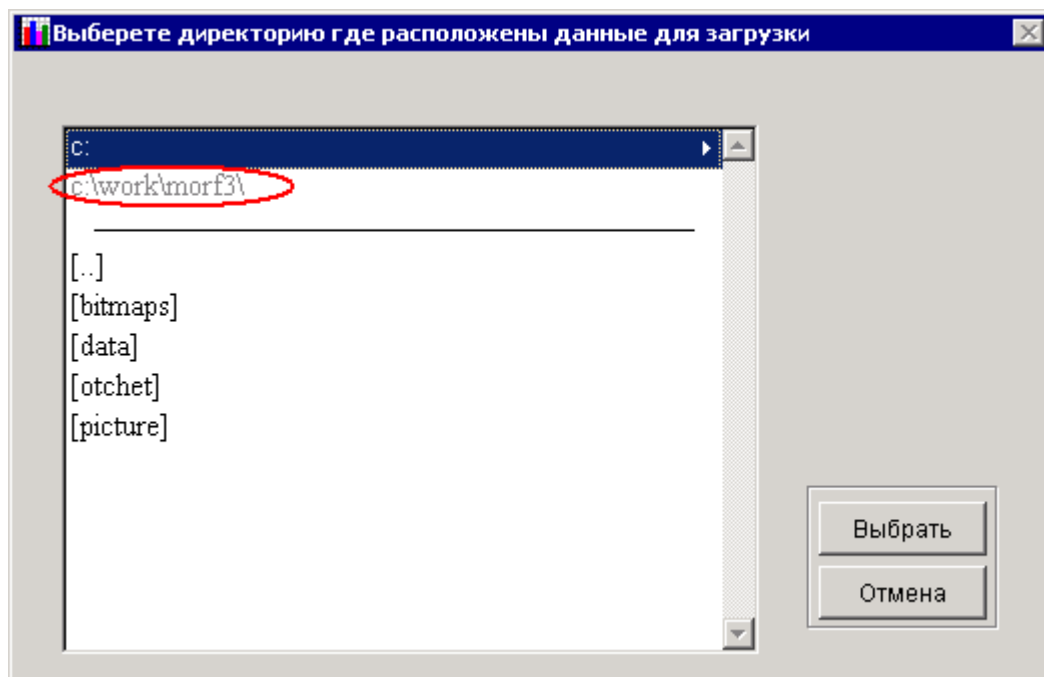 Выберете директорию где расположены данные для загрузки
c:
c:\work\morf3\
[..]
[bitmaps]
[data]
[otchet]
[picture]
Выбрать
Отмена